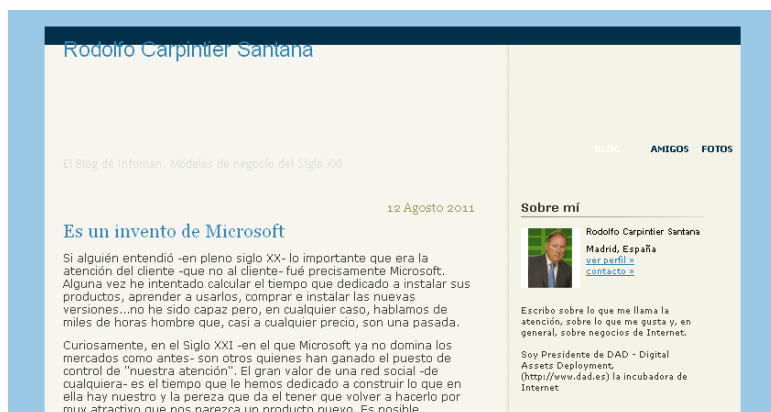 Rodolfo Carpintier Santana
El Blog de Infoman. Modelos de negocio del Siglo XXI
BLOG AMIGOS FOTOS
12 Agosto 2011
Es un invento de Microsoft
Si alguién entendió -en pleno siglo XX- lo importante que era la
atención del cliente -que no al cliente- fué precisamente Microsoft.
Alguna vez he intentado calcular el tiempo que dedicado a instalar sus
productos, aprender a usarlos, comprar e instalar las nuevas
versiones...no he sido capaz pero, en cualquier caso, hablamos de
miles de horas hombre que, casi a cualquier precio, son una pasada.
Curiosamente, en el Siglo XXI -en el que Microsoft ya no domina los
mercados como antes- son otros quienes han ganado el puesto de
control de "nuestra atención". El gran valor de una red social -de
cualquiera- es el tiempo que le hemos dedicado a construir lo que en
ella hay nuestro y la pereza que da el tener que volver a hacerlo por
muy atractivo que nos parezca un producto nuevo. Es posible
Sobre mí
Rodolfo Carpintier Santana
Madrid, España
ver perfil »
contacto »
Escribo sobre lo que me llama la
atención, sobre lo que me gusta y, en
general, sobre negocios de Internet.
Soy Presidente de DAD - Digital
Assets Deployment,
(http://www.dad.es) la incubadora de
Internet